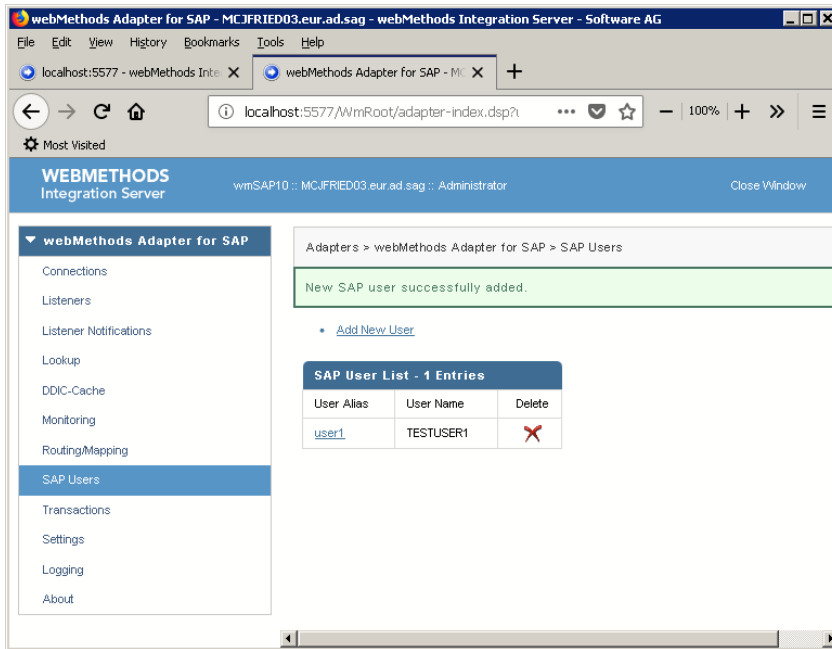 webMethods Adapter for SAP - MCJFRIED03.eur.ad.sag - webMethods Integration Server - Software AG
File Edit View History Bookmarks Tools Help
localhost:5577 - webMethods Inte
webMethods Adapter for SAP - MC
localhost:5577/WmRoot/adapter-index.dsp?
100%
Most Visited
WEBMETHODS
Integration Server
wmSAP10 :: MCJFRIED03.eur.ad.sag :: Administrator
Close Window
webMethods Adapter for SAP
Connections
Listeners
Listener Notifications
Lookup
DDIC-Cache
Monitoring
Routing/Mapping
SAP Users
Transactions
Settings
Logging
About
Adapters > webMethods Adapter for SAP > SAP Users
New SAP user successfully added.
• Add New User
SAP User List - 1 Entries
User Alias User Name Delete
user1 TESTUSER1